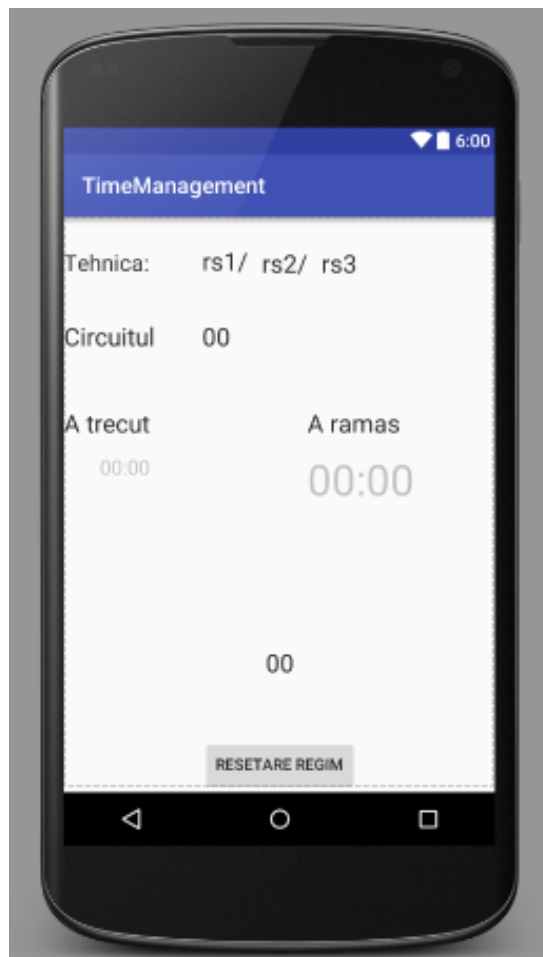 6:00
TimeManagement
Tehnica: rs1/ rs2/ rs3
Circuitul 00
A trecut A ramas
00:00 00:00
00
RESETARE REGIM